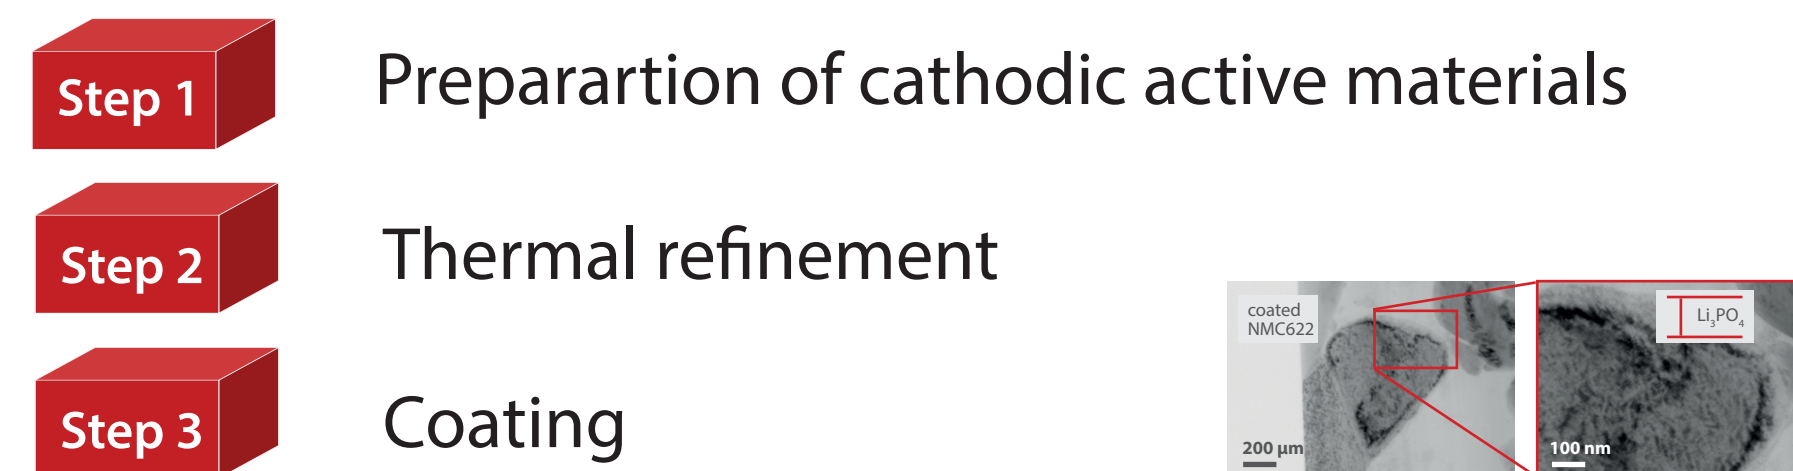 Step 1
Preparartion of cathodic active materials
Step 2
Thermal refinement
coated
NMC622
Li₃PO₄
Step 3
Coating
200 µm
100 nm